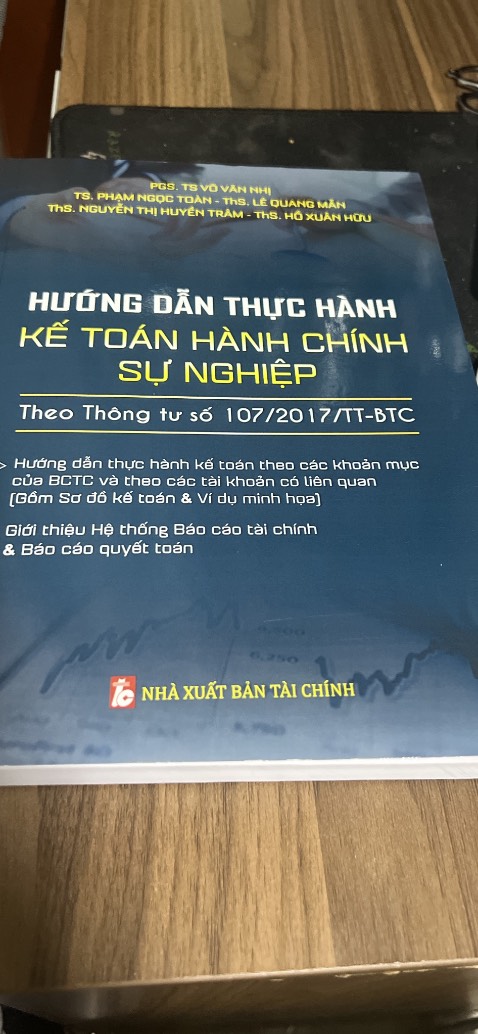 PGS. TS VÕ VĂN NHỊ
TS. PHẠM NGỌC TOÀN - ThS. LÊ QUANG MẪN
ThS. NGUYỄN THỊ HUYỀN TRÂM - ThS. HỒ XUÂN HỮU
HƯỚNG DẪN THỰC HÀNH
KẾ TOÁN HÀNH CHÍNH
SỰ NGHIỆP
Theo Thông tư số 107/2017/TT-BTC
> Hướng dẫn thực hành kế toán theo các khoản mục
của BCTC và theo các tài khoản có liên quan
(Gồm Sơ đồ kế toán & Ví dụ minh họa)
Giới thiệu Hệ thống Báo cáo tài chính
& Báo cáo quyết toán
6,250
NHÀ XUẤT BẢN TÀI CHÍNH